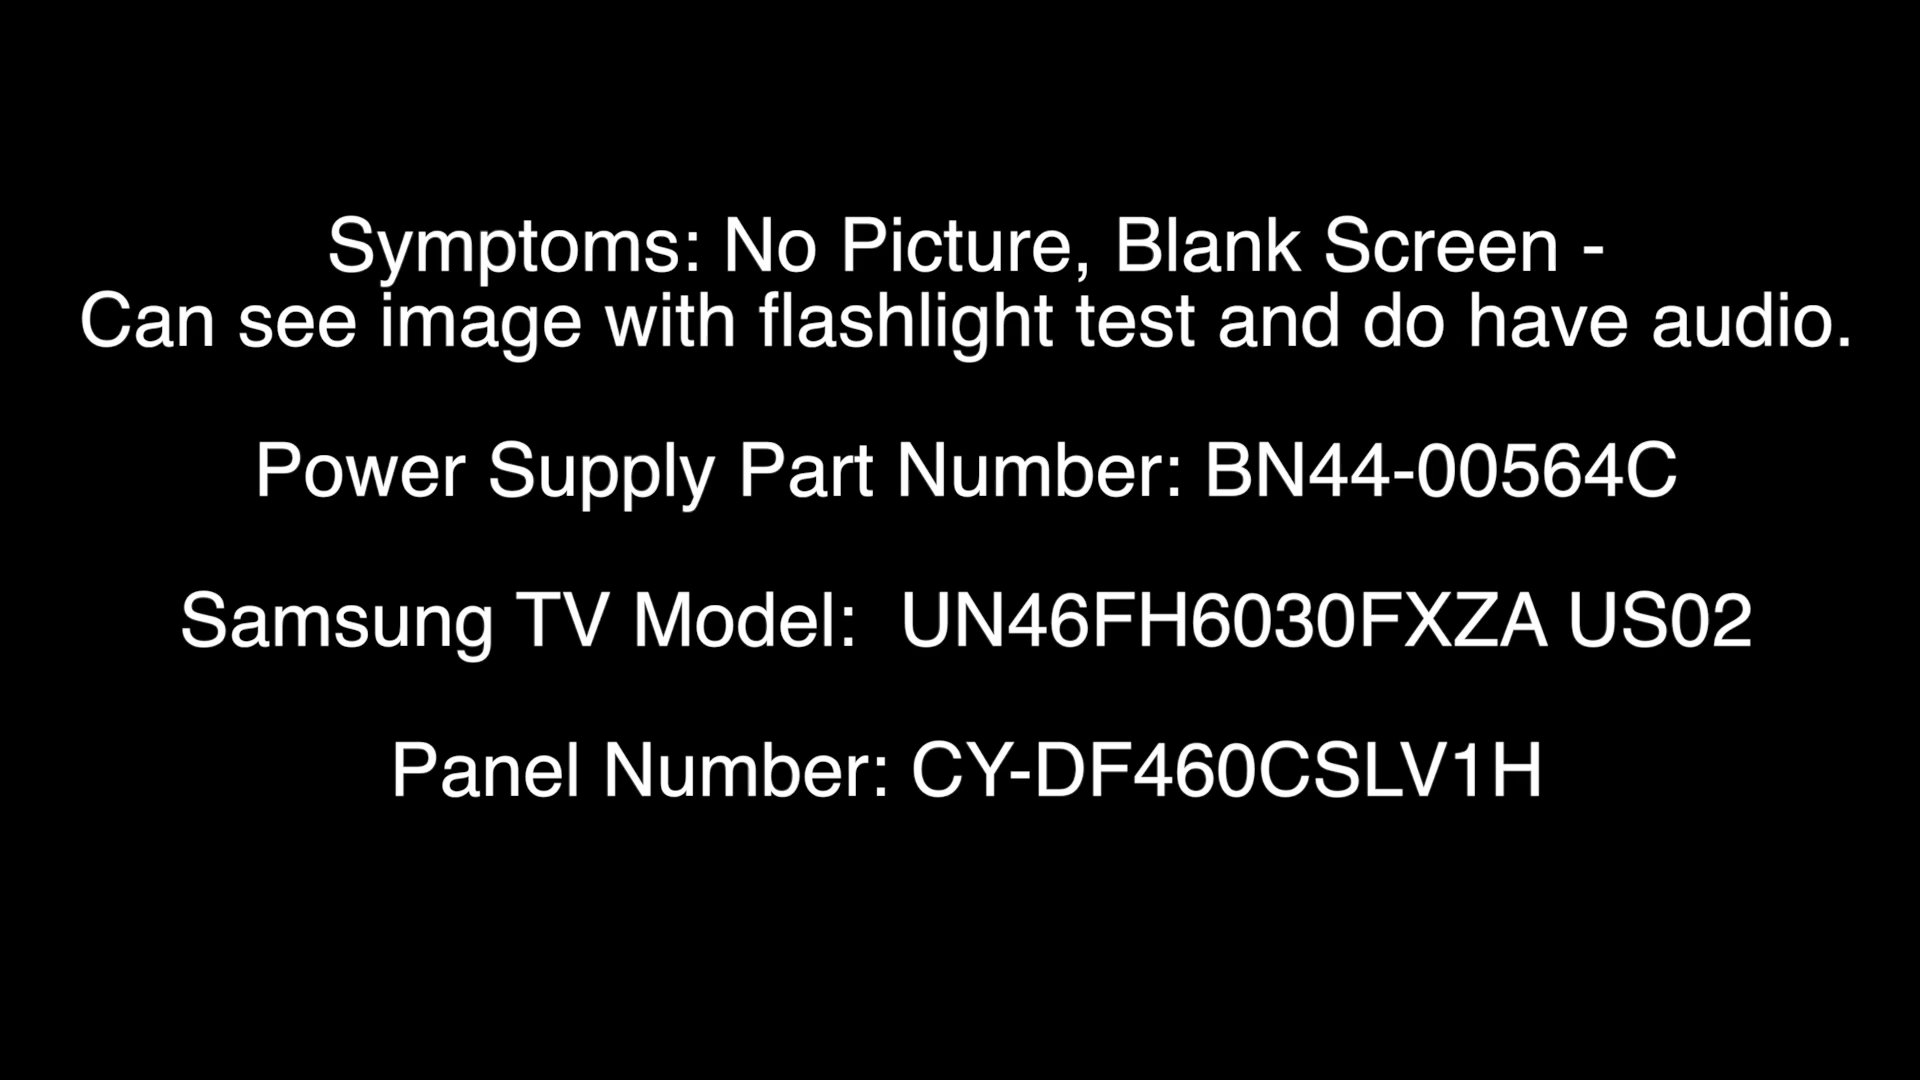 Symptoms: No Picture, Blank Screen -
Can see image with flashlight test and do have audio.
Power Supply Part Number: BN44-00564C
Samsung TV Model:  UN46FH6030FXZA US02
Panel Number: CY-DF460CSLV1H